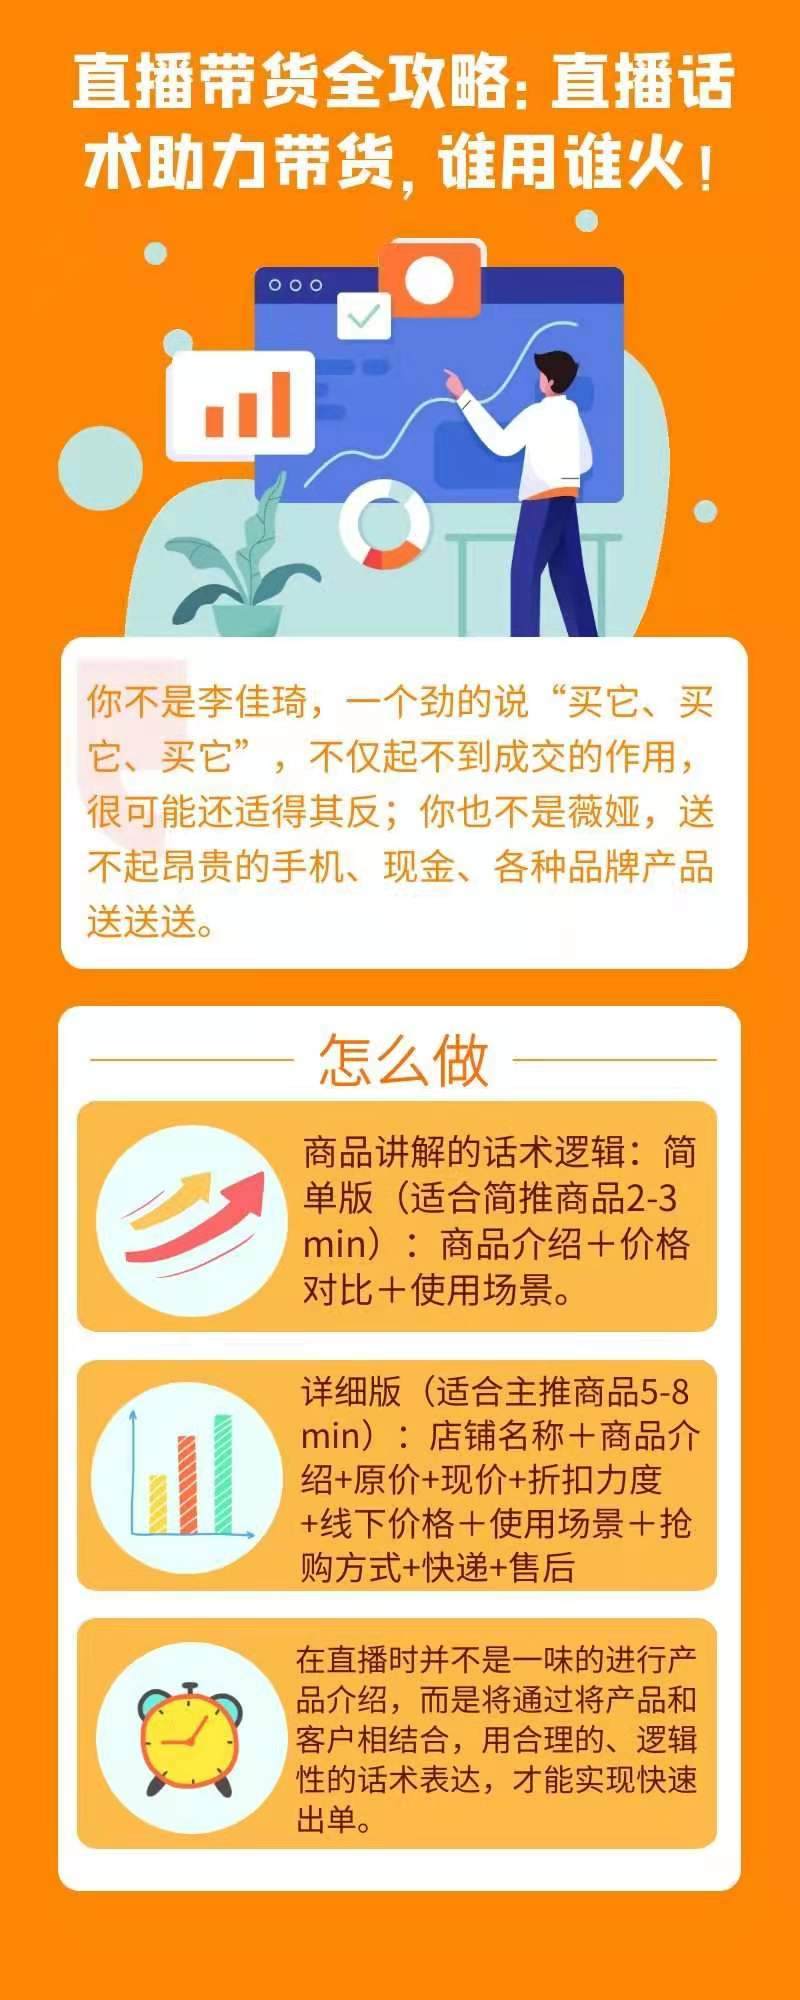 直播带货全攻略：直播话
术助力带货，谁用谁火！
你不是李佳琦，一个劲的说“买它、买
它、买它”，不仅起不到成交的作用，
很可能还适得其反；你也不是薇娅，送
不起昂贵的手机、现金、各种品牌产品
送送送。
怎么做
商品讲解的话术逻辑：简
单版（适合简推商品2-3
min）：商品介绍＋价格
对比＋使用场景。
详细版（适合主推商品5-8
min）：店铺名称＋商品介
绍+原价+现价+折扣力度
+线下价格＋使用场景＋抢
购方式+快递+售后
在直播时并不是一味的进行产
品介绍，而是将通过将产品和
客户相结合，用合理的、逻辑
性的话术表达，才能实现快速
出单。